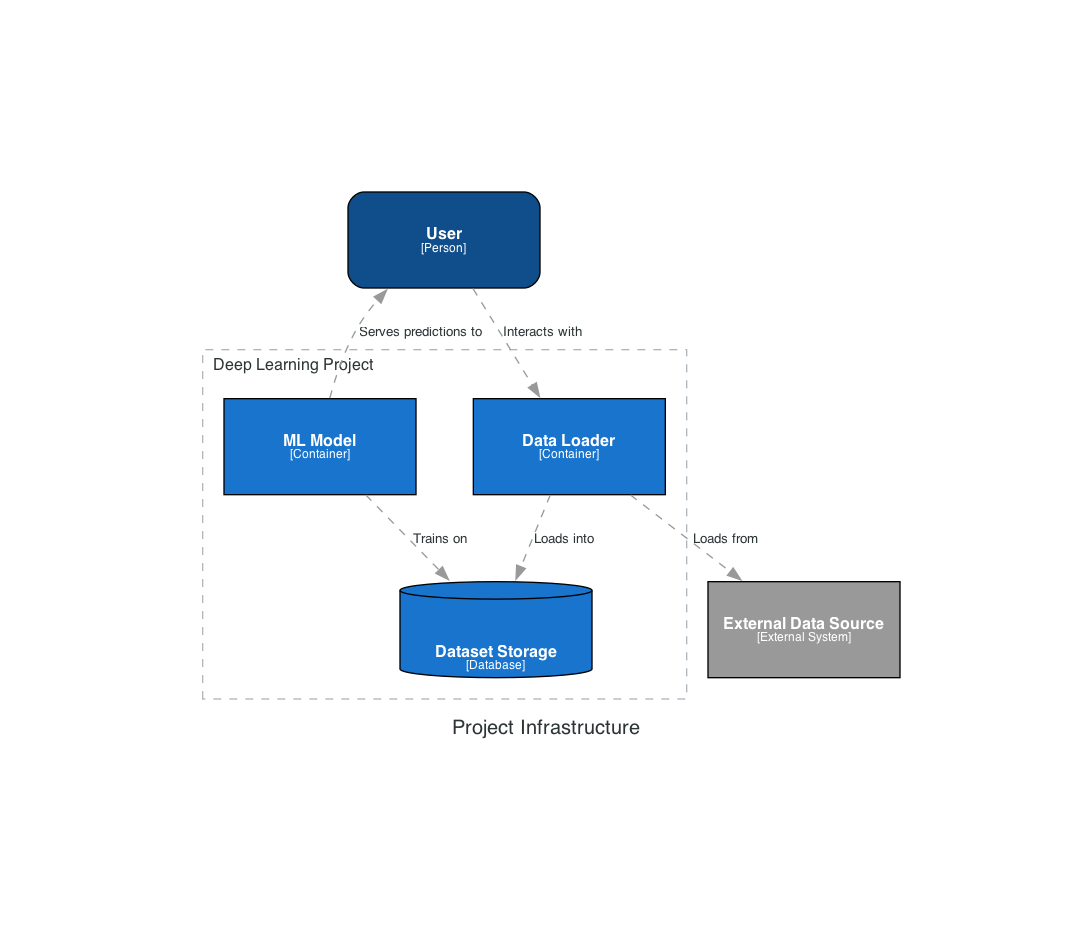 User
[Person]
Serves predictions to
Interacts with
Deep Learning Project
ML Model
[Container]
Data Loader
[Container]
Trains on
Loads into
Loads from
External Data Source
[External System]
Dataset Storage
[Database]
Project Infrastructure